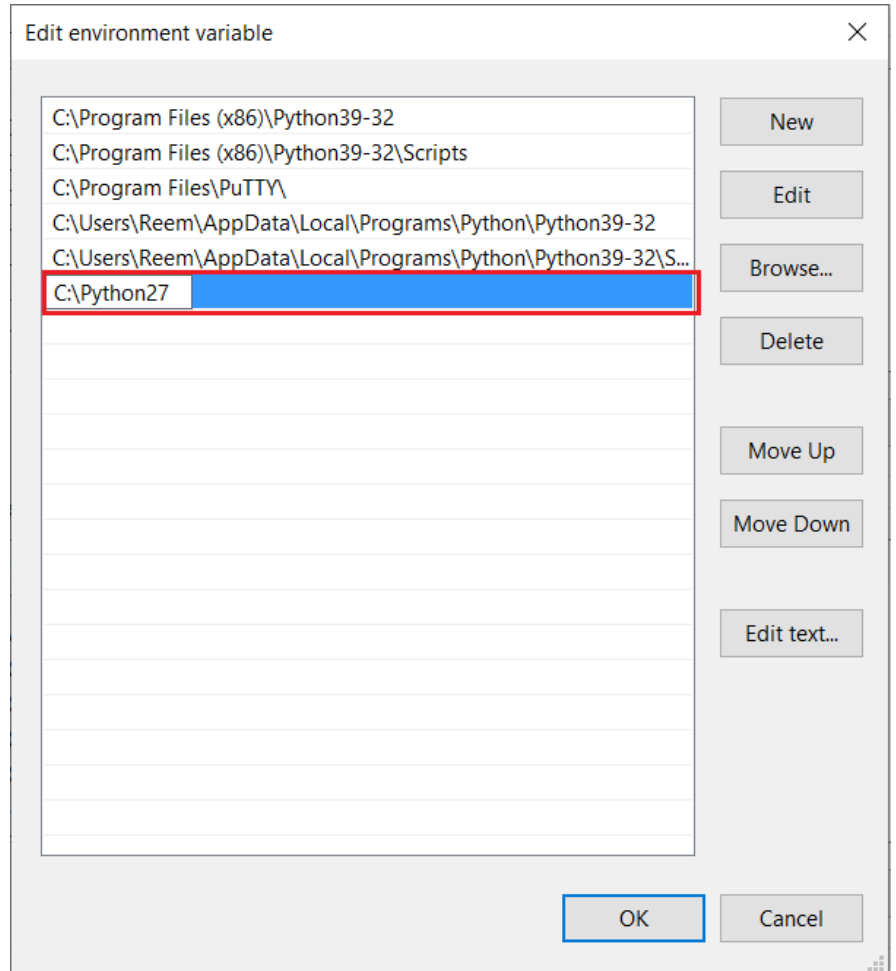 Edit environment variable
C:\Program Files (x86)\Python39-32
C:\Program Files (x86)\Python39-32\Scripts
C:\Program Files\PuTTY\
C:\Users\Reem\AppData\Local\Programs\Python\Python39-32
C:\Users\Reem\AppData\Local\Programs\Python\Python39-32\S...
C:\Python27
New
Edit
Browse...
Delete
Move Up
Move Down
Edit text...
OK
Cancel